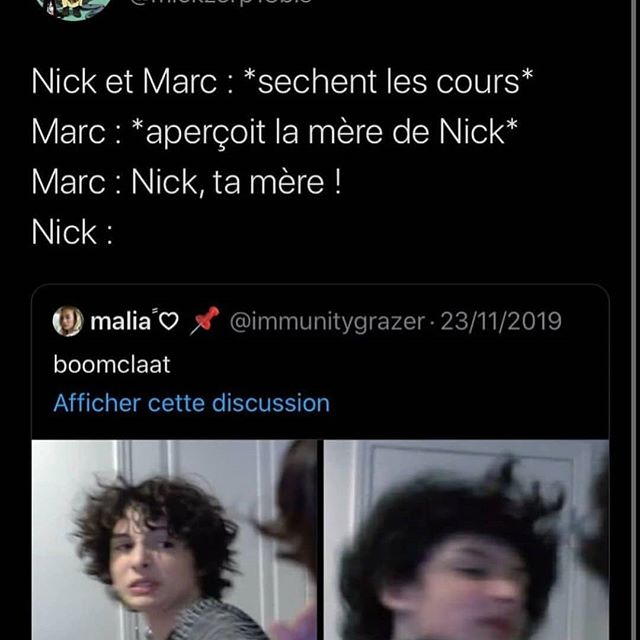 Nick et Marc : *sechent les cours*
Marc : *aperçoit la mère de Nick*
Marc : Nick, ta mère !
Nick :
malia ♡ 📌 @immunitygrazer · 23/11/2019
boomclaat
Afficher cette discussion